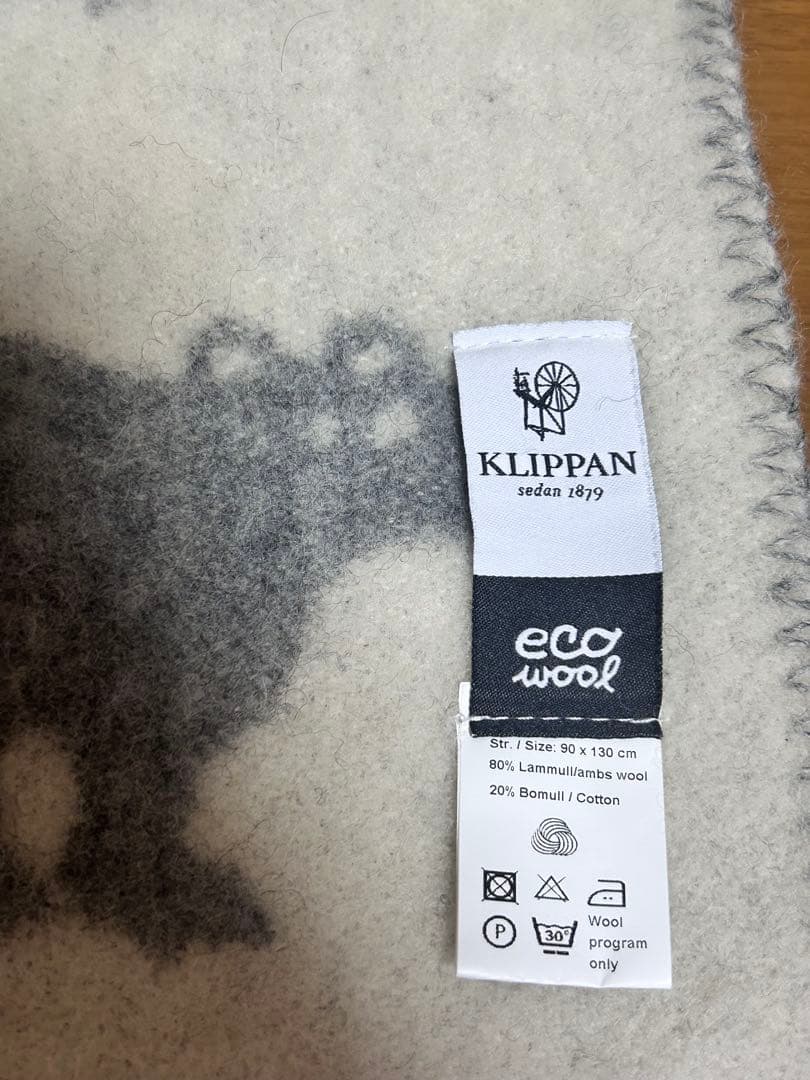 KLIPPAN
sedan 1879
eco
wool
Str. / Size: 90 x 130 cm
80% Lammull/ambs wool
20% Bomull / Cotton
P
30°
Wool
program
only